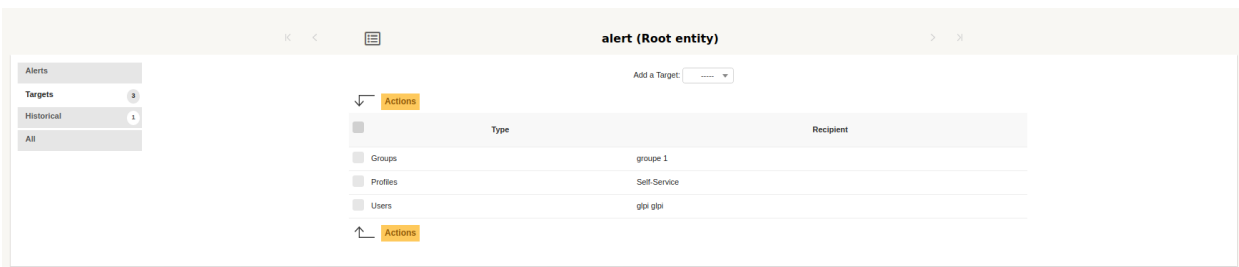 alert (Root entity)
Alerts
Targets 3
Historical 1
All
Add a Target: -----
Actions
Type Recipient
Groups groupe 1
Profiles Self-Service
Users glpi glpi
Actions